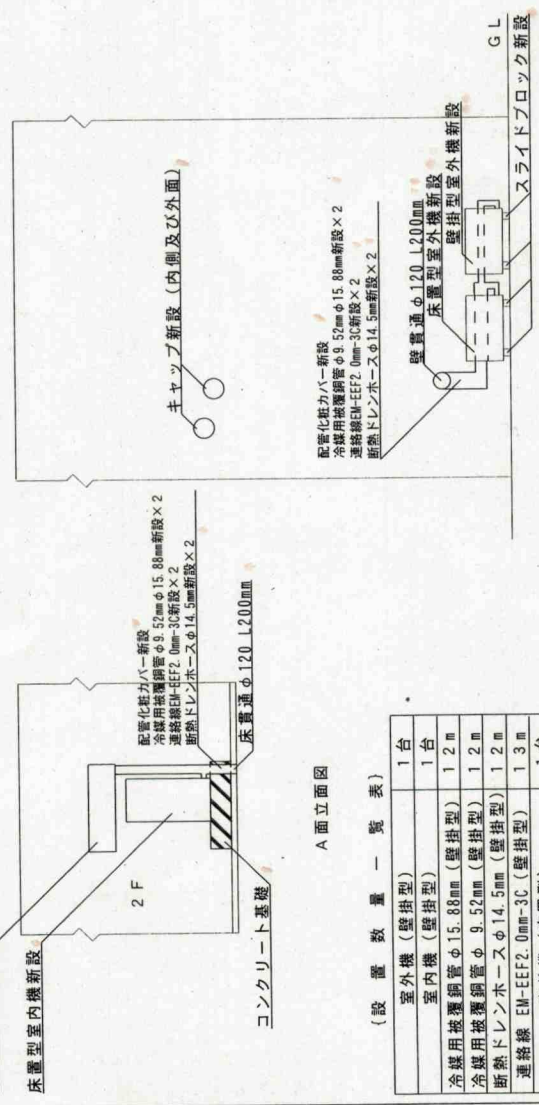 床置型室内機新設
2F
コンクリート基礎
配管化粧カバー新設
冷媒用被覆銅管φ9.52mmφ15.88mm新設×2
連絡線EM-EEF2.0mm-3C新設×2
断熱ドレンホースφ14.5mm新設×2
床貫通φ120 L200mm
A面立面図
キャップ新設(内側及び外面)
配管化粧カバー新設
冷媒用被覆銅管φ9.52mmφ15.88mm新設×2
連絡線EM-EEF2.0mm-3C新設×2
断熱ドレンホースφ14.5mm新設×2
壁貫通φ120 L200mm
床置型室外機新設
壁掛型室外機新設
GL
スライドブロック新設
{設置数量一覧表}
室外機(壁掛型) 1台
室内機(壁掛型) 1台
冷媒用被覆銅管φ15.88mm(壁掛型) 12m
冷媒用被覆銅管φ 9.52mm(壁掛型) 12m
断熱ドレンホースφ14.5mm(壁掛型) 12m
連絡線 EM-EEF2.0mm-3C(壁掛型) 13m